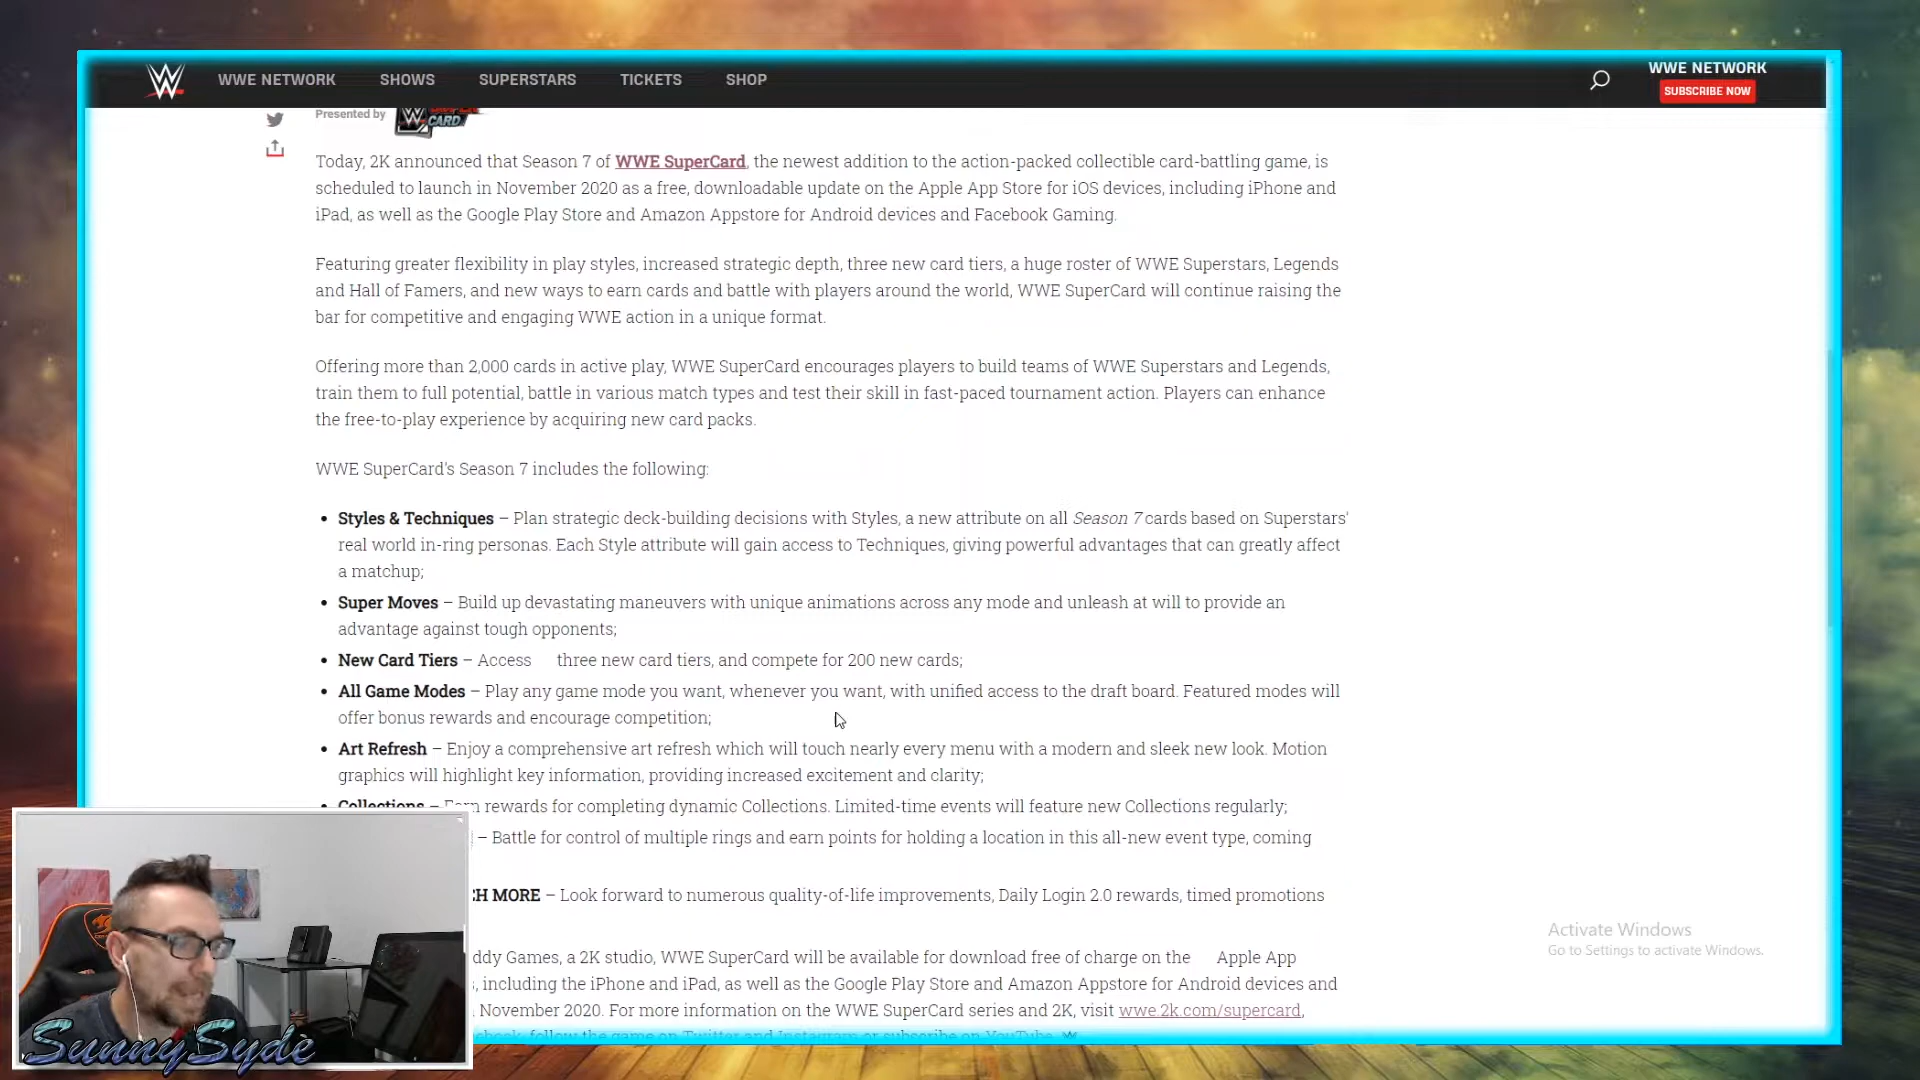 WWE NETWORK SHOWS SUPERSTARS TICKETS SHOP
WWE NETWORK
SUBSCRIBE NOW
Presented by
CARD
Today, 2K announced that Season 7 of WWE SuperCard, the newest addition to the action-packed collectible card-battling game, is
scheduled to launch in November 2020 as a free, downloadable update on the Apple App Store for iOS devices, including iPhone and
iPad, as well as the Google Play Store and Amazon Appstore for Android devices and Facebook Gaming.
Featuring greater flexibility in play styles, increased strategic depth, three new card tiers, a huge roster of WWE Superstars, Legends
and Hall of Famers, and new ways to earn cards and battle with players around the world, WWE SuperCard will continue raising the
bar for competitive and engaging WWE action in a unique format.
Offering more than 2,000 cards in active play, WWE SuperCard encourages players to build teams of WWE Superstars and Legends,
train them to full potential, battle in various match types and test their skill in fast-paced tournament action. Players can enhance
the free-to-play experience by acquiring new card packs.
WWE SuperCard's Season 7 includes the following:
• Styles & Techniques – Plan strategic deck-building decisions with Styles, a new attribute on all Season 7 cards based on Superstars'
real world in-ring personas. Each Style attribute will gain access to Techniques, giving powerful advantages that can greatly affect
a matchup;
• Super Moves – Build up devastating maneuvers with unique animations across any mode and unleash at will to provide an
advantage against tough opponents;
• New Card Tiers – Access three new card tiers, and compete for 200 new cards;
• All Game Modes – Play any game mode you want, whenever you want, with unified access to the draft board. Featured modes will
offer bonus rewards and encourage competition;
• Art Refresh – Enjoy a comprehensive art refresh which will touch nearly every menu with a modern and sleek new look. Motion
graphics will highlight key information, providing increased excitement and clarity;
• Collections – Earn rewards for completing dynamic Collections. Limited-time events will feature new Collections regularly;
– Battle for control of multiple rings and earn points for holding a location in this all-new event type, coming
CH MORE – Look forward to numerous quality-of-life improvements, Daily Login 2.0 rewards, timed promotions
ddy Games, a 2K studio, WWE SuperCard will be available for download free of charge on the Apple App
, including the iPhone and iPad, as well as the Google Play Store and Amazon Appstore for Android devices and
November 2020. For more information on the WWE SuperCard series and 2K, visit www.2k.com/supercard,
follow the game on Twitter and Instagram or subscribe on YouTube.
Activate Windows
Go to Settings to activate Windows.
SunnySyde